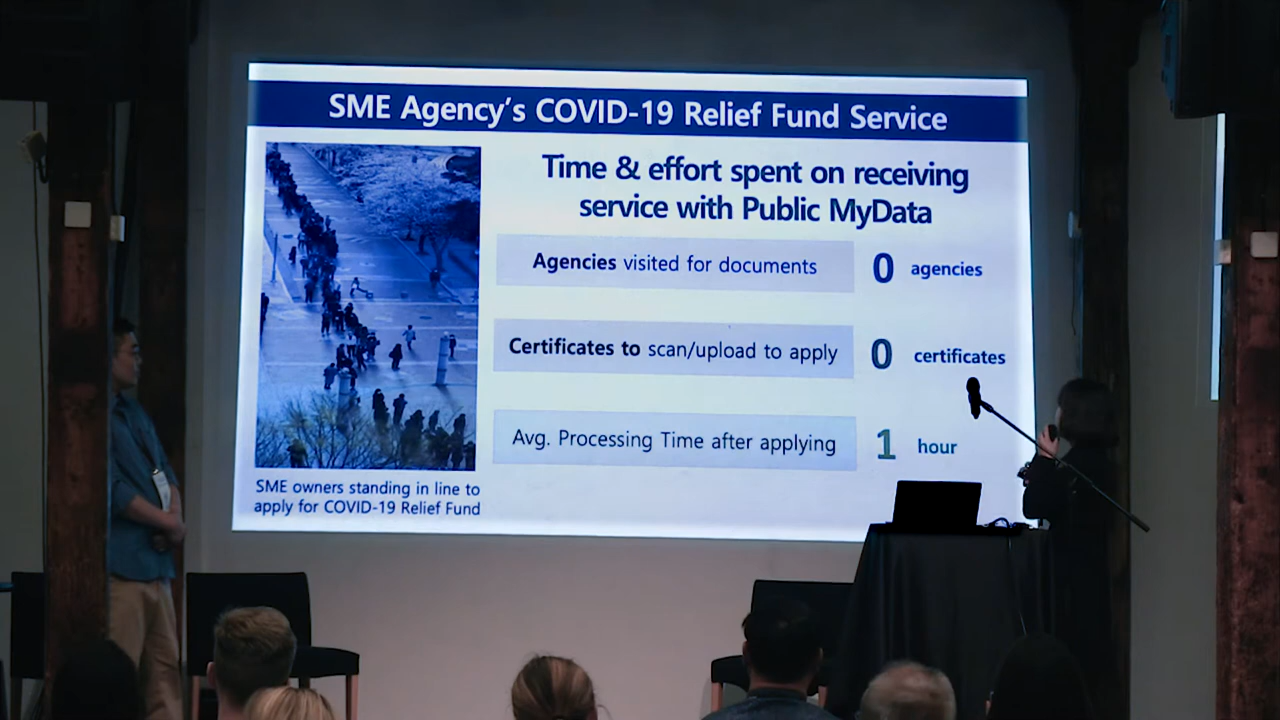 SME Agency's COVID-19 Relief Fund Service
Time & effort spent on receiving
service with Public MyData
Agencies visited for documents 0 agencies
Certificates to scan/upload to apply 0 certificates
Avg. Processing Time after applying 1 hour
SME owners standing in line to
apply for COVID-19 Relief Fund